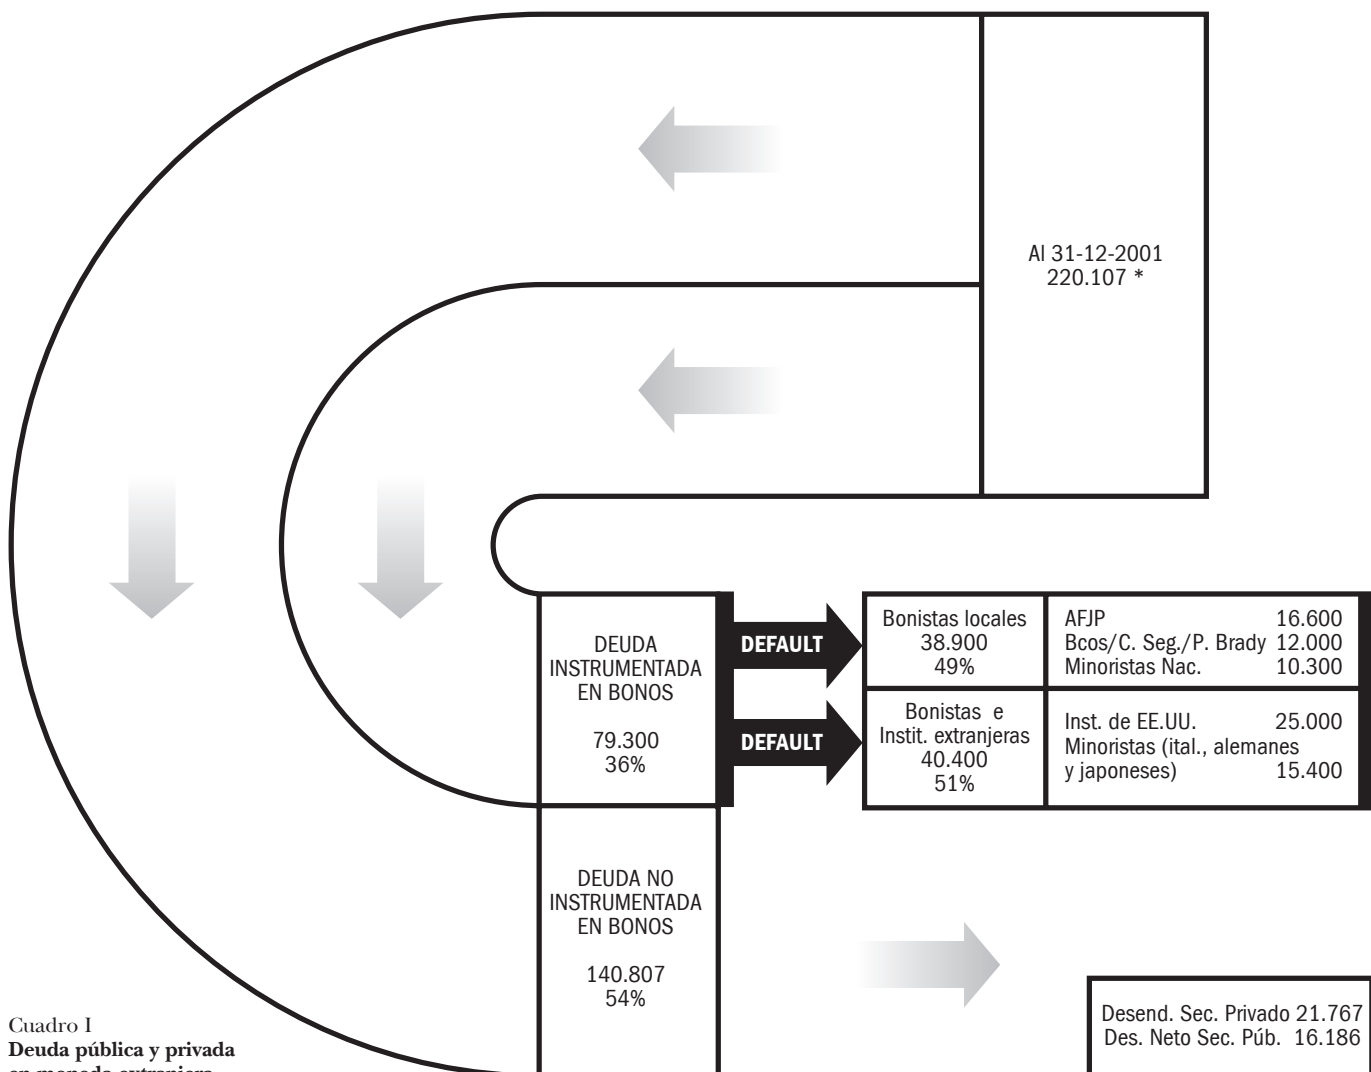 Al 31-12-2001
220.107 *
DEUDA
INSTRUMENTADA
EN BONOS
79.300
36%
DEFAULT
DEFAULT
Bonistas locales
38.900
49%
AFJP 16.600
Bcos/C. Seg./P. Brady 12.000
Minoristas Nac. 10.300
Bonistas e
Instit. extranjeras
40.400
51%
Inst. de EE.UU. 25.000
Minoristas (ital., alemanes
y japoneses) 15.400
DEUDA NO
INSTRUMENTADA
EN BONOS
140.807
54%
Desend. Sec. Privado 21.767
Des. Neto Sec. Púb. 16.186
Cuadro I
Deuda pública y privada
en moneda extranjera